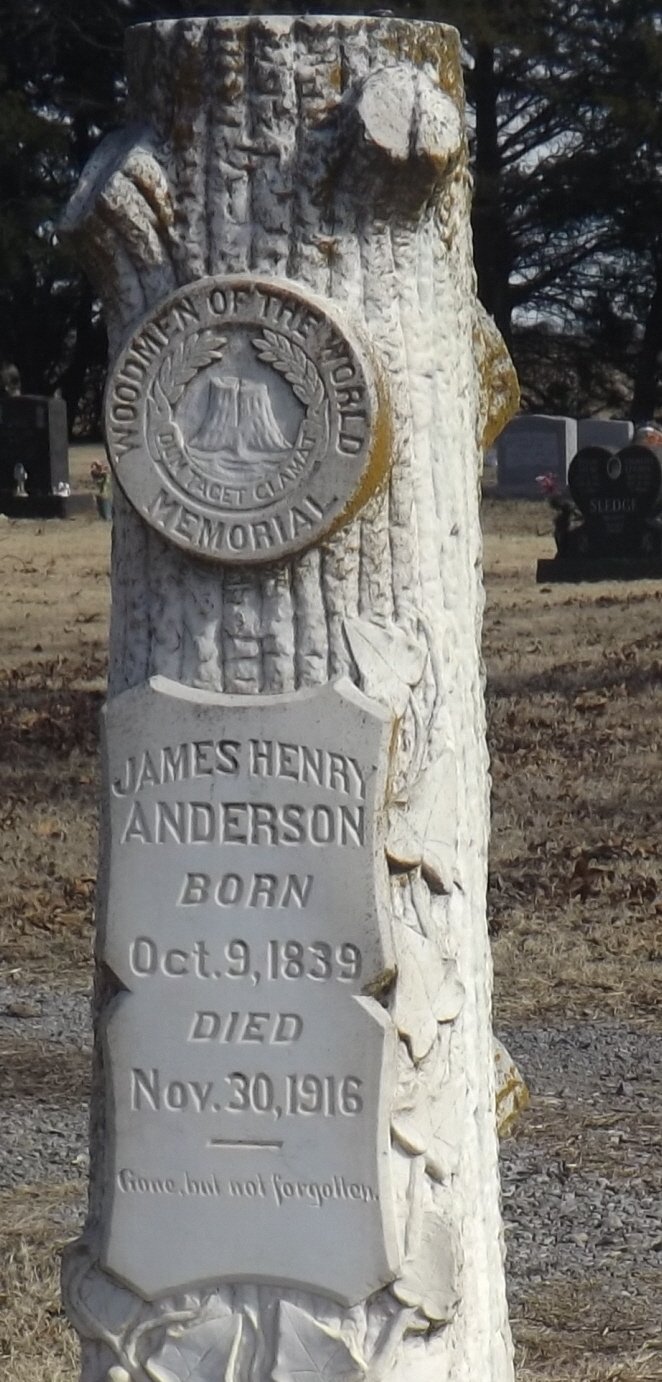 WOODMEN OF THE WORLD
DUM TACET CLAMAT
MEMORIAL
JAMES HENRY
ANDERSON
BORN
Oct. 9, 1839
DIED
Nov. 30, 1916
Gone, but not forgotten.
SLEDGE